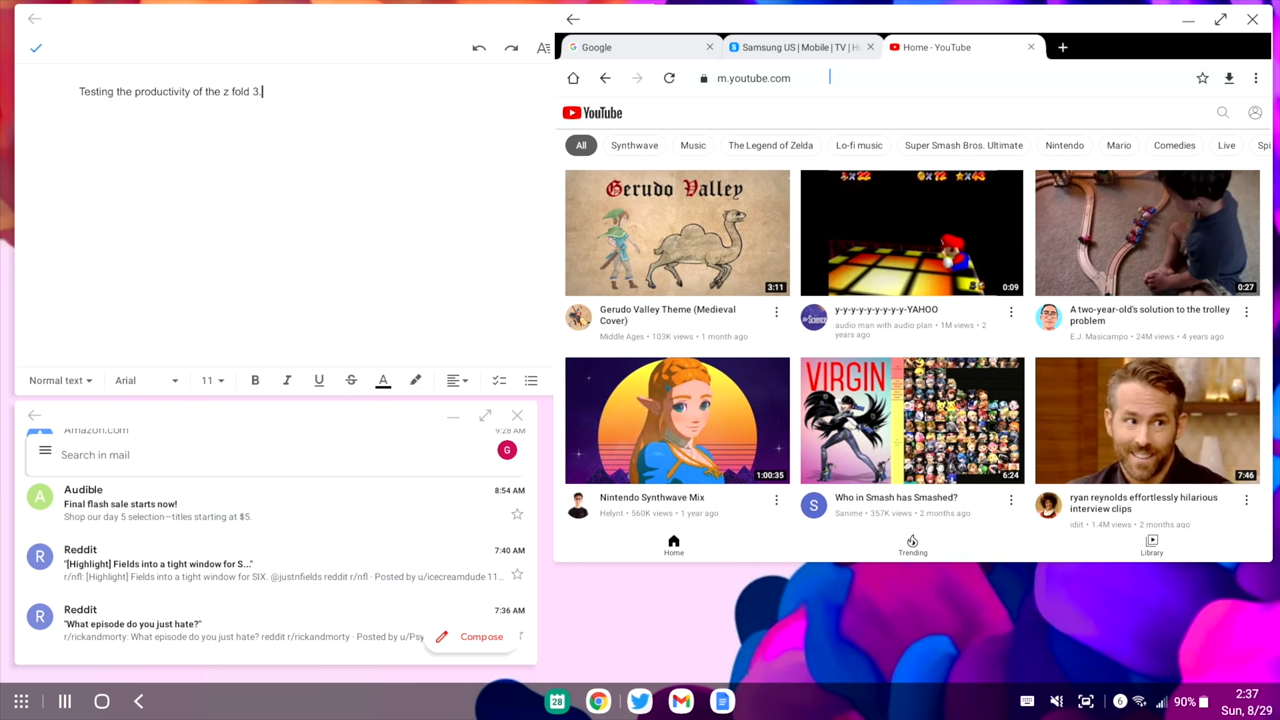 Testing the productivity of the z fold 3.
Normal text
Arial
11
Amazon.com
9:28 AM
Search in mail
G
A
Audible
8:54 AM
Final flash sale starts now!
Shop our day 5 selection—titles starting at $5.
R
Reddit
7:40 AM
"[Highlight] Fields into a tight window for S..."
r/nfl: [Highlight] Fields into a tight window for SIX. @justnfields reddit r/nfl · Posted by u/icecreamdude 11...
R
Reddit
7:36 AM
"What episode do you just hate?"
r/rickandmorty: What episode do you just hate? reddit r/rickandmorty · Posted by u/Psy
Compose
Google
Samsung US | Mobile | TV | H
Home - YouTube
m.youtube.com
YouTube
All
Synthwave
Music
The Legend of Zelda
Lo-fi music
Super Smash Bros. Ultimate
Nintendo
Mario
Comedies
Live
Spi
Gerudo Valley
3:11
0:09
0:27
Gerudo Valley Theme (Medieval
Cover)
Middle Ages • 103K views • 1 month ago
y-y-y-y-y-y-y-y-y-YAHOO
audio man with audio plan • 1M views • 2
years ago
A two-year-old's solution to the trolley
problem
E.J. Masicampo • 24M views • 4 years ago
1:00:35
VIRGIN
6:24
7:46
Nintendo Synthwave Mix
Helynt • 560K views • 1 year ago
S
Who in Smash has Smashed?
Sanime • 357K views • 2 months ago
ryan reynolds effortlessly hilarious
interview clips
idiit • 1.4M views • 2 months ago
Home
Trending
Library
28
6
90%
2:37
Sun, 8/29